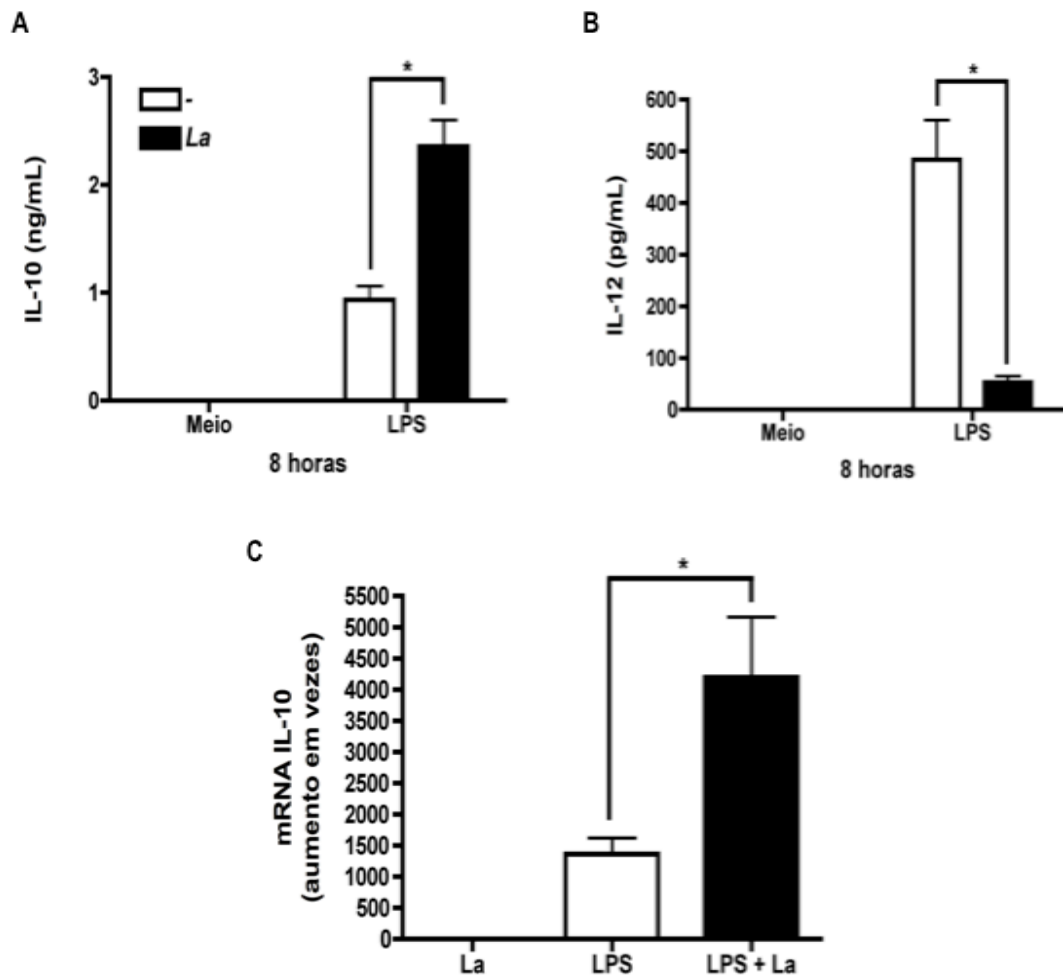 A
IL-10 (ng/mL)
3
2
1
0
-
La
*
Meio
LPS
8 horas
B
IL-12 (pg/mL)
600
500
400
300
200
100
0
*
Meio
LPS
8 horas
C
mRNA IL-10
(aumento em vezes)
5500
5000
4500
4000
3500
3000
2500
2000
1500
1000
500
0
*
La
LPS
LPS + La